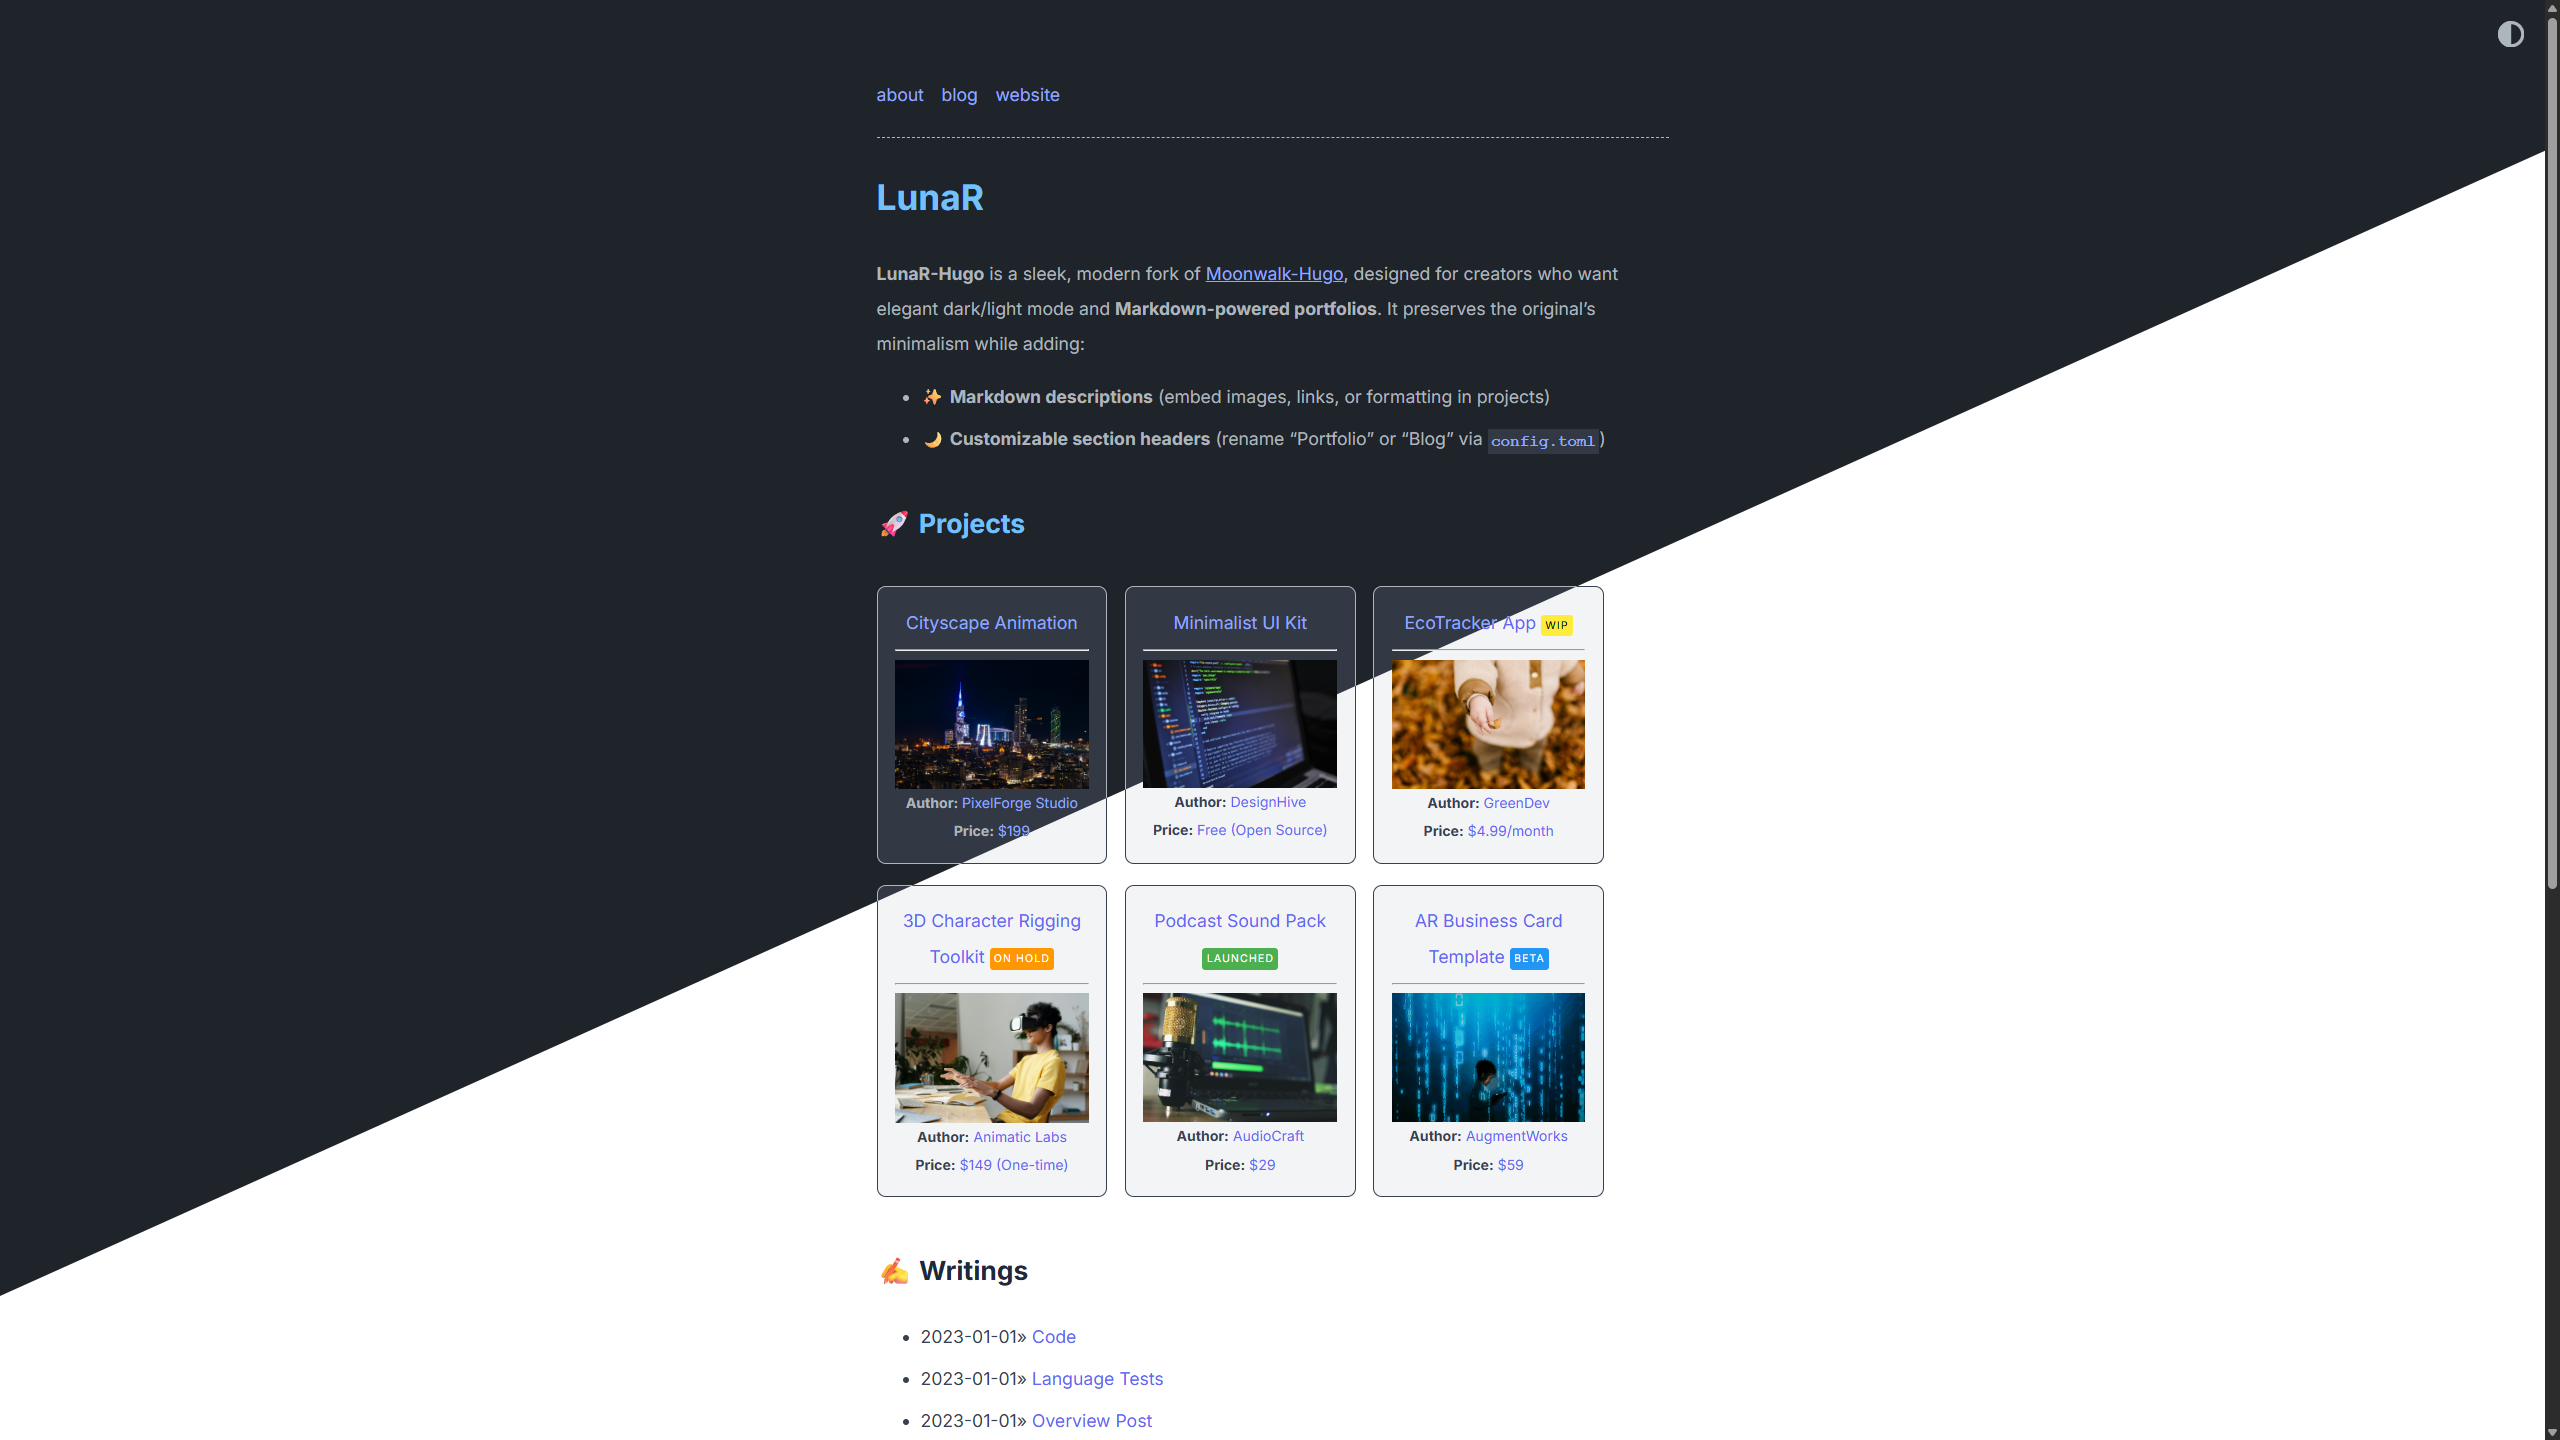 about blog website
LunaR
LunaR-Hugo is a sleek, modern fork of Moonwalk-Hugo, designed for creators who want
elegant dark/light mode and Markdown-powered portfolios. It preserves the original’s
minimalism while adding:
• ✨ Markdown descriptions (embed images, links, or formatting in projects)
• 🌙 Customizable section headers (rename “Portfolio” or “Blog” via config.toml)
🚀 Projects
Cityscape Animation
Author: PixelForge Studio
Price: $199
Minimalist UI Kit
Author: DesignHive
Price: Free (Open Source)
EcoTracker App WIP
Author: GreenDev
Price: $4.99/month
3D Character Rigging
Toolkit ON HOLD
Author: Animatic Labs
Price: $149 (One-time)
Podcast Sound Pack
LAUNCHED
Author: AudioCraft
Price: $29
AR Business Card
Template BETA
Author: AugmentWorks
Price: $59
✍️ Writings
• 2023-01-01» Code
• 2023-01-01» Language Tests
• 2023-01-01» Overview Post